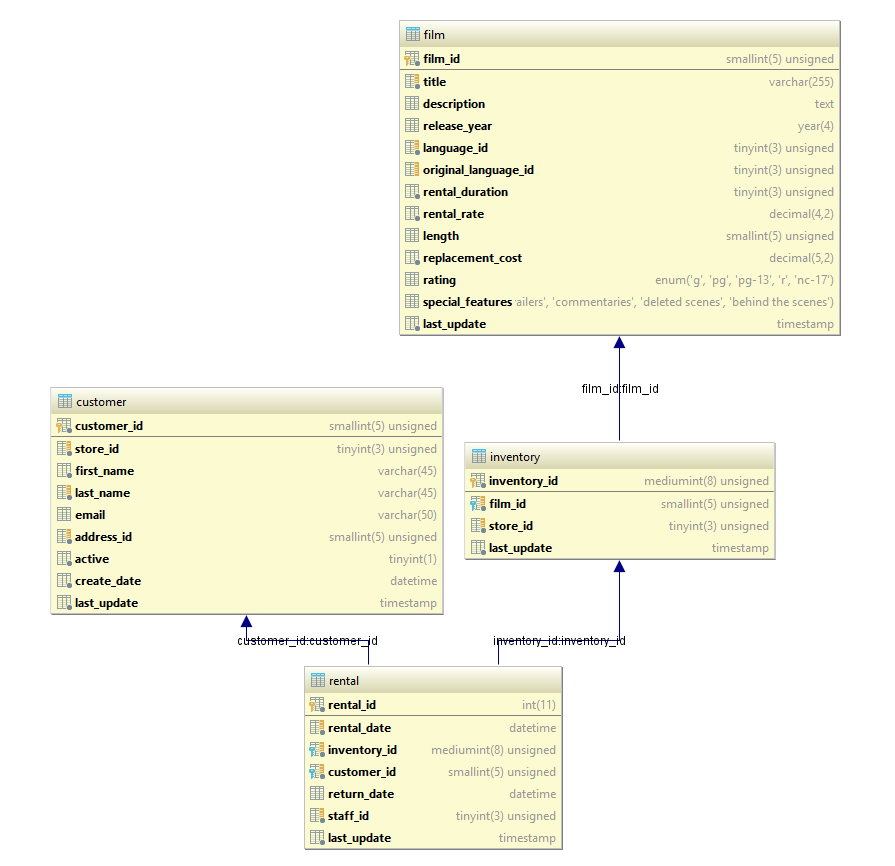 film
film_id smallint(5) unsigned
title varchar(255)
description text
release_year year(4)
language_id tinyint(3) unsigned
original_language_id tinyint(3) unsigned
rental_duration tinyint(3) unsigned
rental_rate decimal(4,2)
length smallint(5) unsigned
replacement_cost decimal(5,2)
rating enum('g', 'pg', 'pg-13', 'r', 'nc-17')
special_features ailers', 'commentaries', 'deleted scenes', 'behind the scenes')
last_update timestamp
film_id:film_id
customer
customer_id smallint(5) unsigned
store_id tinyint(3) unsigned
first_name varchar(45)
last_name varchar(45)
email varchar(50)
address_id smallint(5) unsigned
active tinyint(1)
create_date datetime
last_update timestamp
inventory
inventory_id mediumint(8) unsigned
film_id smallint(5) unsigned
store_id tinyint(3) unsigned
last_update timestamp
customer_id:customer_id
inventory_id:inventory_id
rental
rental_id int(11)
rental_date datetime
inventory_id mediumint(8) unsigned
customer_id smallint(5) unsigned
return_date datetime
staff_id tinyint(3) unsigned
last_update timestamp